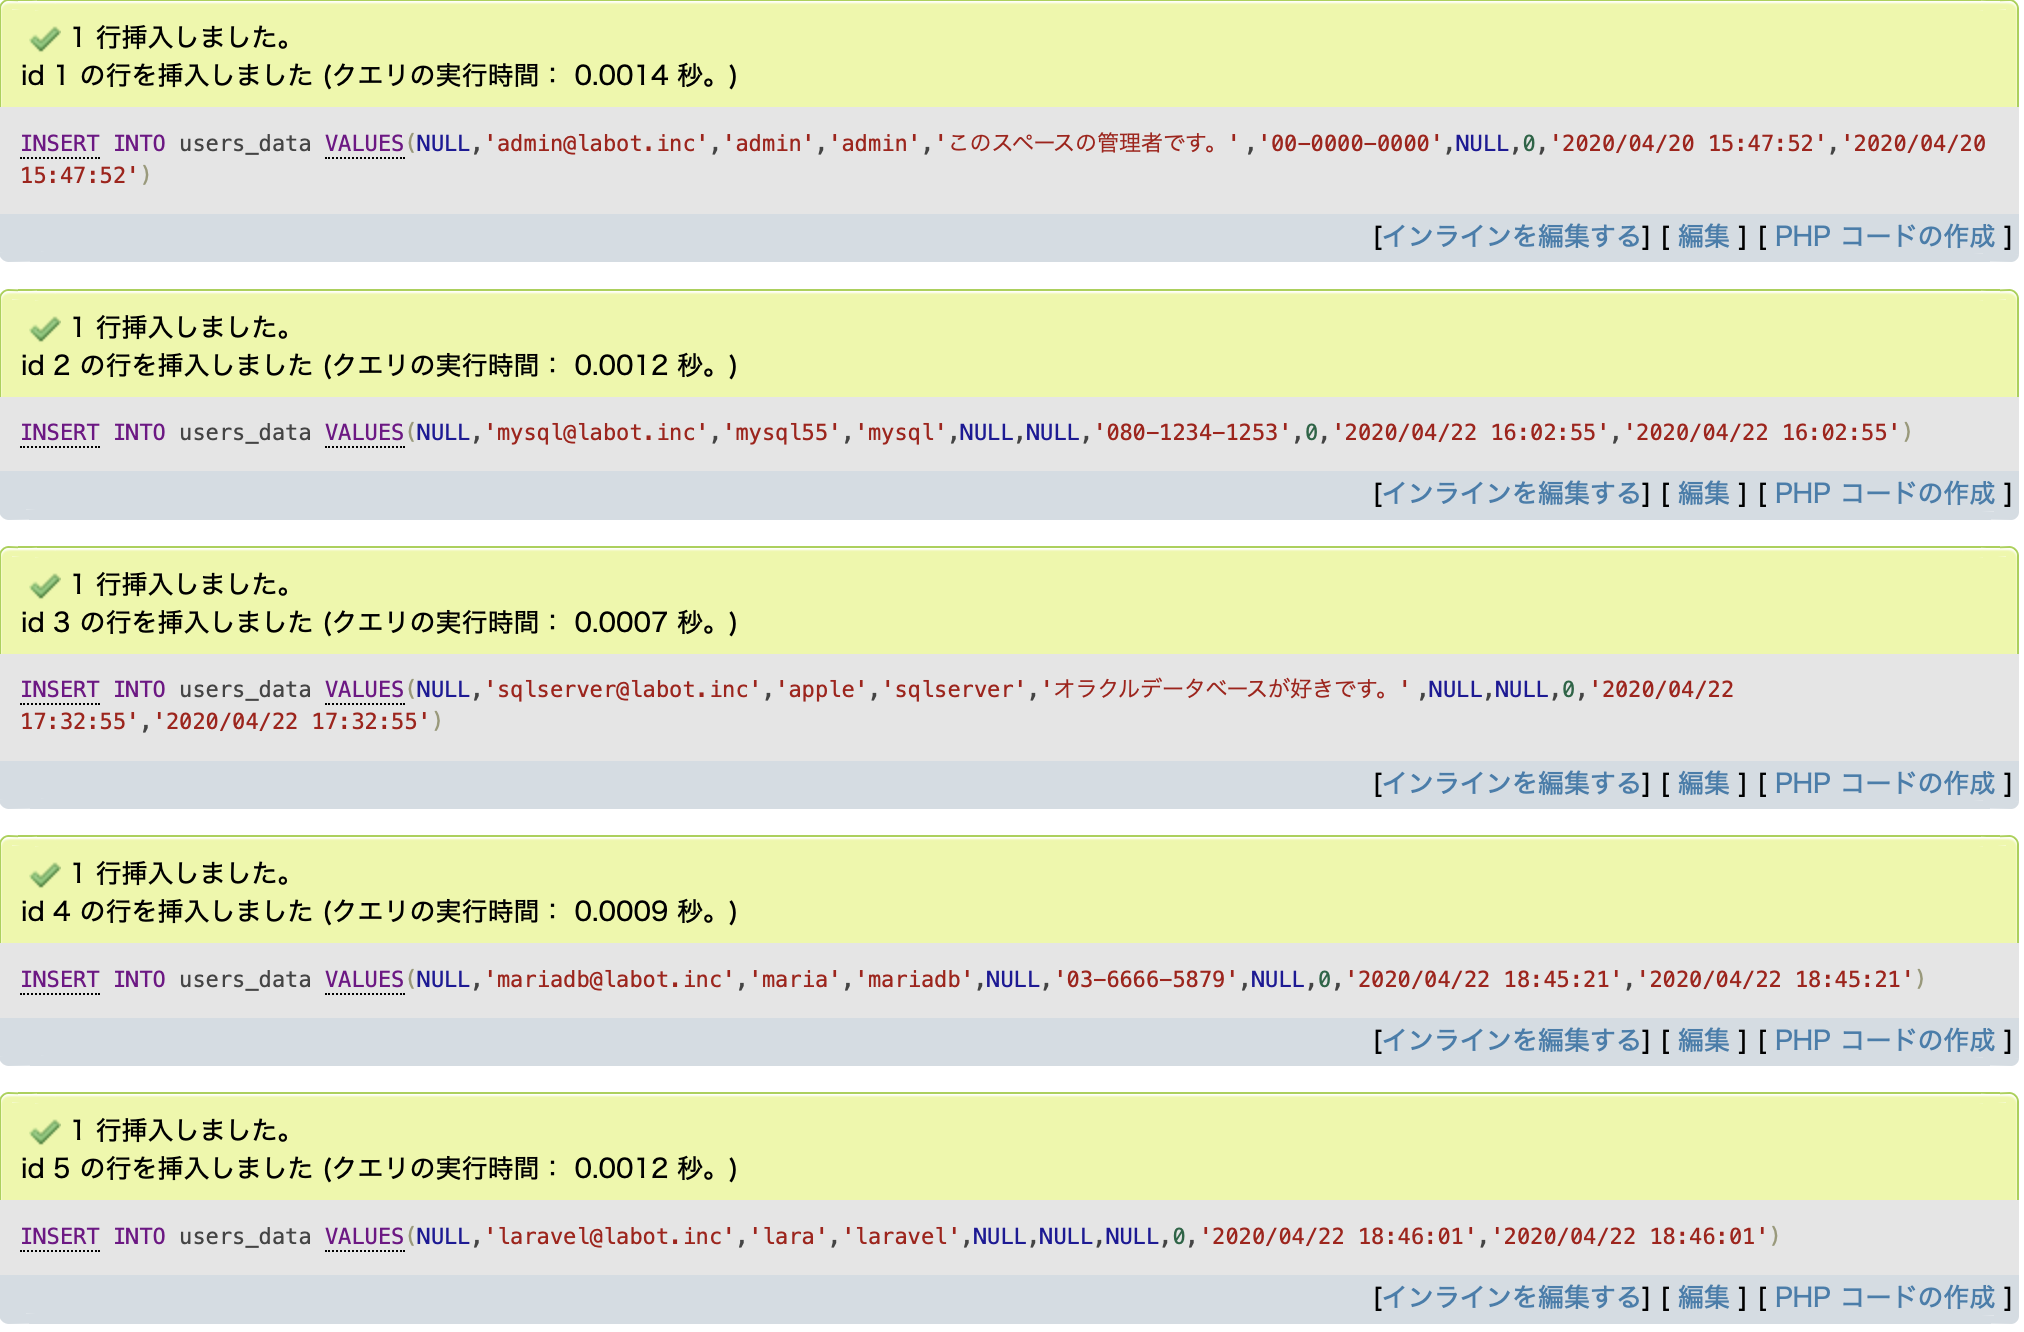 1 行挿入しました。
id 1 の行を挿入しました (クエリの実行時間： 0.0014 秒。)
INSERT INTO users_data VALUES(NULL,'admin@labot.inc','admin','admin','このスペースの管理者です。','00-0000-0000',NULL,0,'2020/04/20 15:47:52','2020/04/20
15:47:52')
[インラインを編集する] [ 編集 ] [ PHP コードの作成 ]
1 行挿入しました。
id 2 の行を挿入しました (クエリの実行時間： 0.0012 秒。)
INSERT INTO users_data VALUES(NULL,'mysql@labot.inc','mysql55','mysql',NULL,NULL,'080-1234-1253',0,'2020/04/22 16:02:55','2020/04/22 16:02:55')
[インラインを編集する] [ 編集 ] [ PHP コードの作成 ]
1 行挿入しました。
id 3 の行を挿入しました (クエリの実行時間： 0.0007 秒。)
INSERT INTO users_data VALUES(NULL,'sqlserver@labot.inc','apple','sqlserver','オラクルデータベースが好きです。',NULL,NULL,0,'2020/04/22
17:32:55','2020/04/22 17:32:55')
[インラインを編集する] [ 編集 ] [ PHP コードの作成 ]
1 行挿入しました。
id 4 の行を挿入しました (クエリの実行時間： 0.0009 秒。)
INSERT INTO users_data VALUES(NULL,'mariadb@labot.inc','maria','mariadb',NULL,'03-6666-5879',NULL,0,'2020/04/22 18:45:21','2020/04/22 18:45:21')
[インラインを編集する] [ 編集 ] [ PHP コードの作成 ]
1 行挿入しました。
id 5 の行を挿入しました (クエリの実行時間： 0.0012 秒。)
INSERT INTO users_data VALUES(NULL,'laravel@labot.inc','lara','laravel',NULL,NULL,NULL,0,'2020/04/22 18:46:01','2020/04/22 18:46:01')
[インラインを編集する] [ 編集 ] [ PHP コードの作成 ]